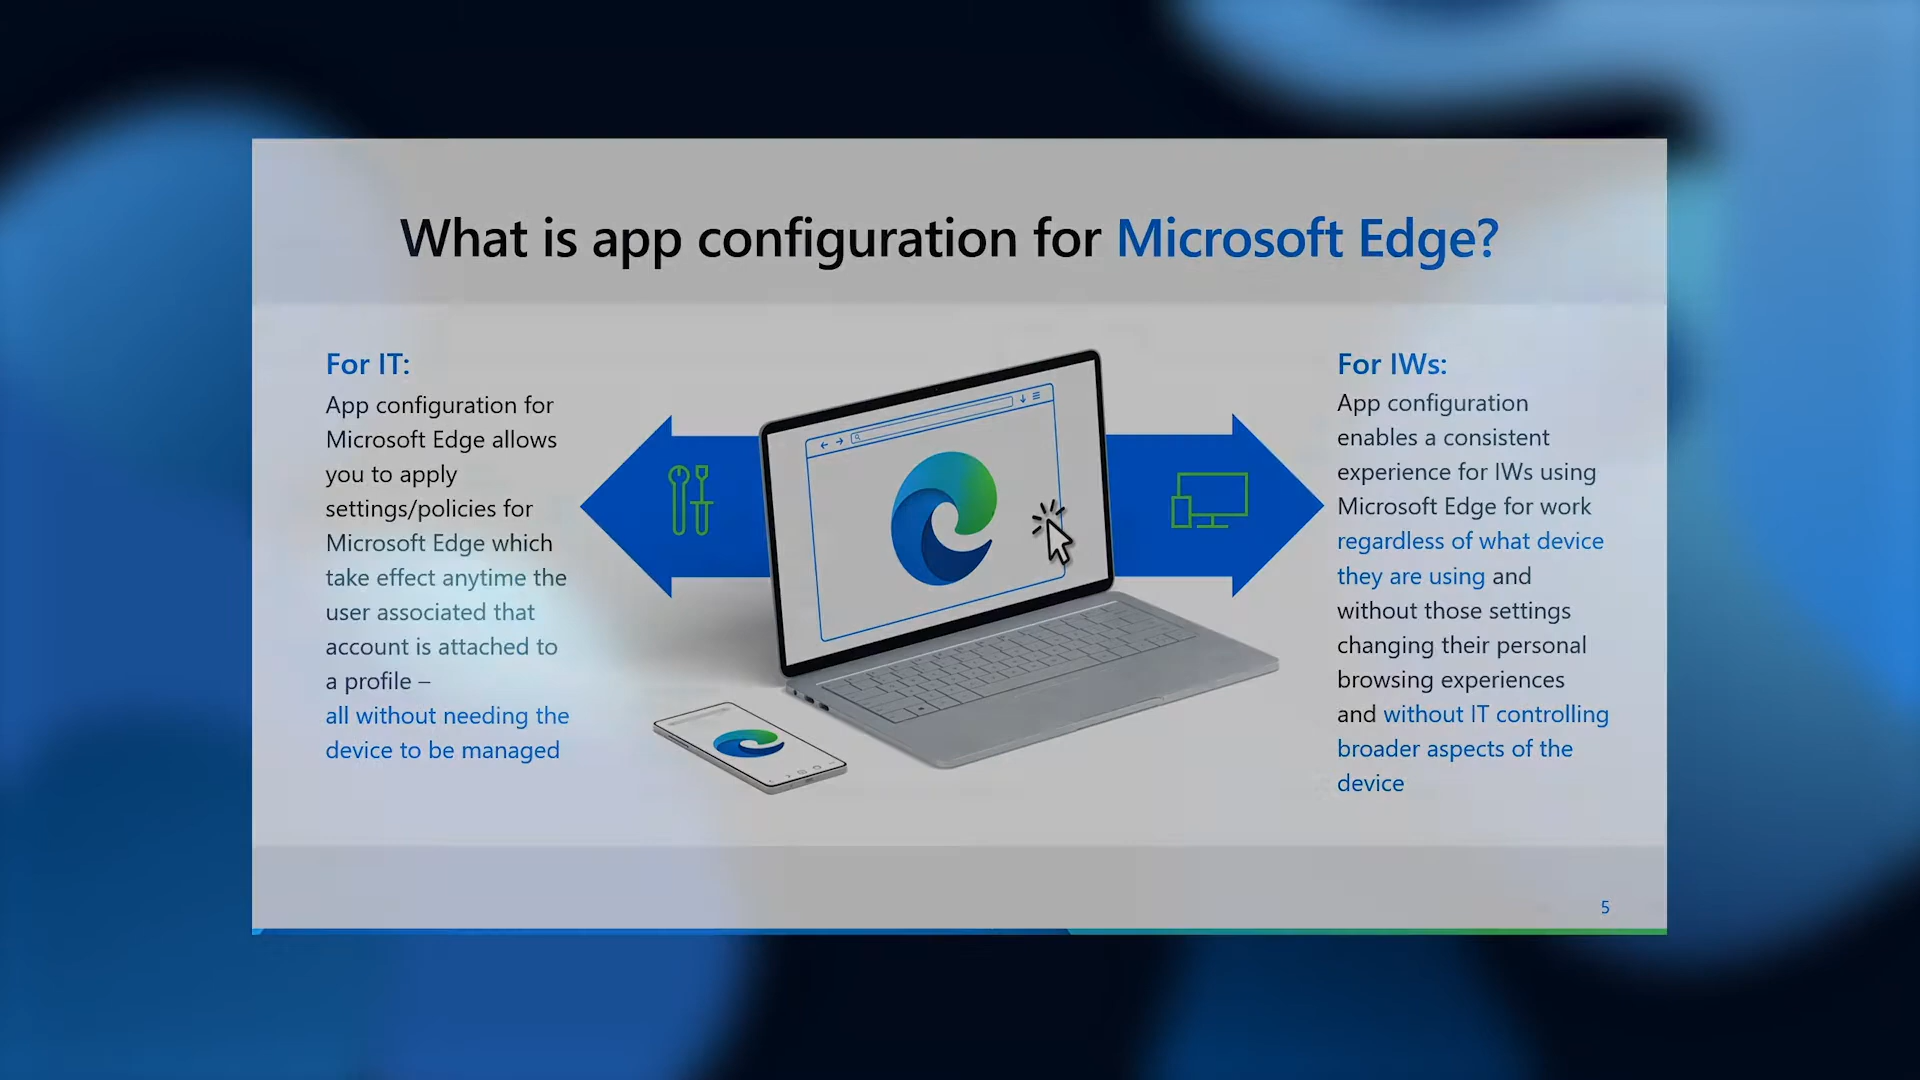 What is app configuration for Microsoft Edge?
For IT:
App configuration for
Microsoft Edge allows
you to apply
settings/policies for
Microsoft Edge which
take effect anytime the
user associated that
account is attached to
a profile –
all without needing the
device to be managed
For IWs:
App configuration
enables a consistent
experience for IWs using
Microsoft Edge for work
regardless of what device
they are using and
without those settings
changing their personal
browsing experiences
and without IT controlling
broader aspects of the
device
5